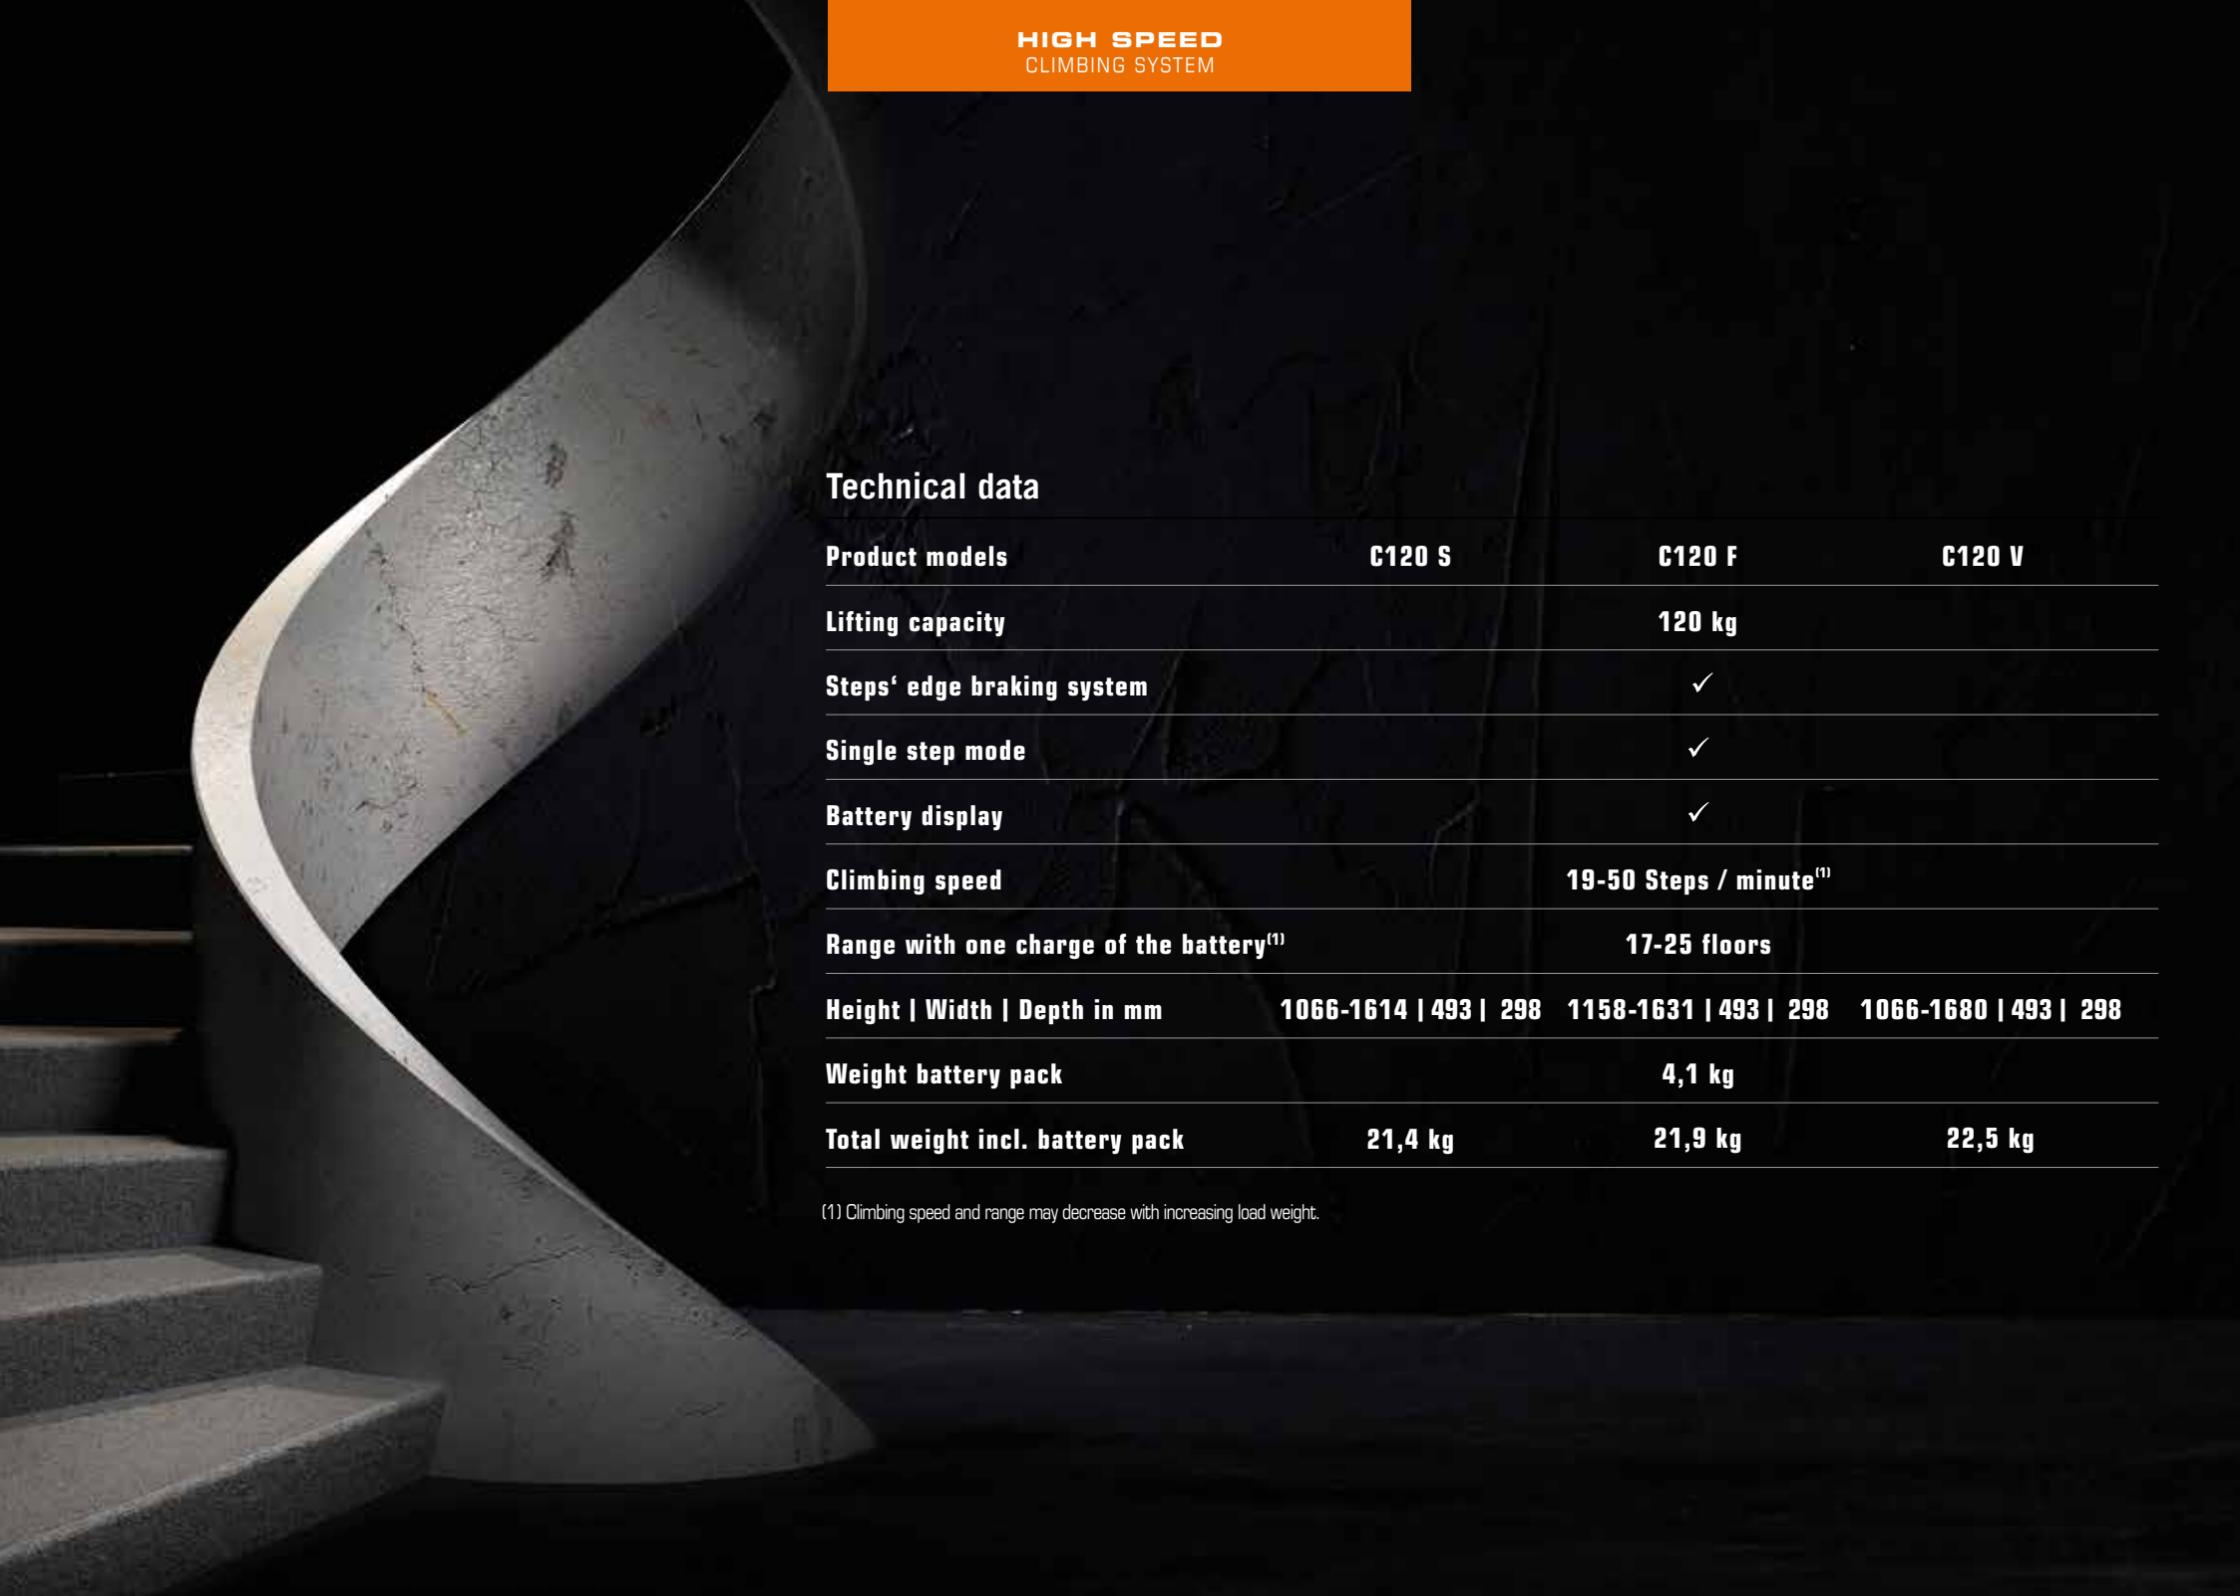 HIGH SPEED
CLIMBING SYSTEM
Technical data
Product models C120 S C120 F C120 V
Lifting capacity 120 kg
Steps‘ edge braking system ✓
Single step mode ✓
Battery display ✓
Climbing speed 19-50 Steps / minute(1)
Range with one charge of the battery(1) 17-25 floors
Height | Width | Depth in mm 1066-1614 | 493 | 298 1158-1631 | 493 | 298 1066-1680 | 493 | 298
Weight battery pack 4,1 kg
Total weight incl. battery pack 21,4 kg 21,9 kg 22,5 kg
(1) Climbing speed and range may decrease with increasing load weight.